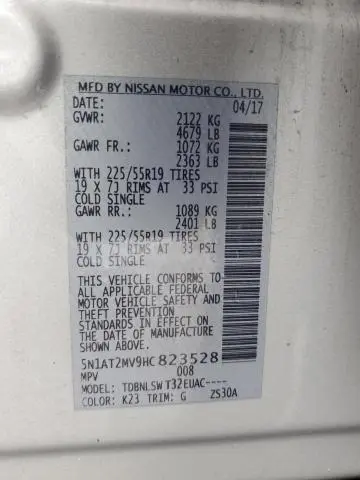 MFD BY NISSAN MOTOR CO., LTD.
DATE: 04/17
GVWR: 2122 KG
4679 LB
GAWR FR.: 1072 KG
2363 LB
WITH 225/55R19 TIRES
19 X 7J RIMS AT 33 PSI
COLD SINGLE
GAWR RR.: 1089 KG
2401 LB
WITH 225/55R19 TIRES
19 X 7J RIMS AT 33 PSI
COLD SINGLE
THIS VEHICLE CONFORMS TO
ALL APPLICABLE FEDERAL
MOTOR VEHICLE SAFETY AND
THEFT PREVENTION
STANDARDS IN EFFECT ON
THE DATE OF MANUFACTURE
SHOWN ABOVE.
5N1AT2MV9HC823528
MPV 008
MODEL: TDBNLSW T32EUAC----
COLOR: K23 TRIM: G ZS30A